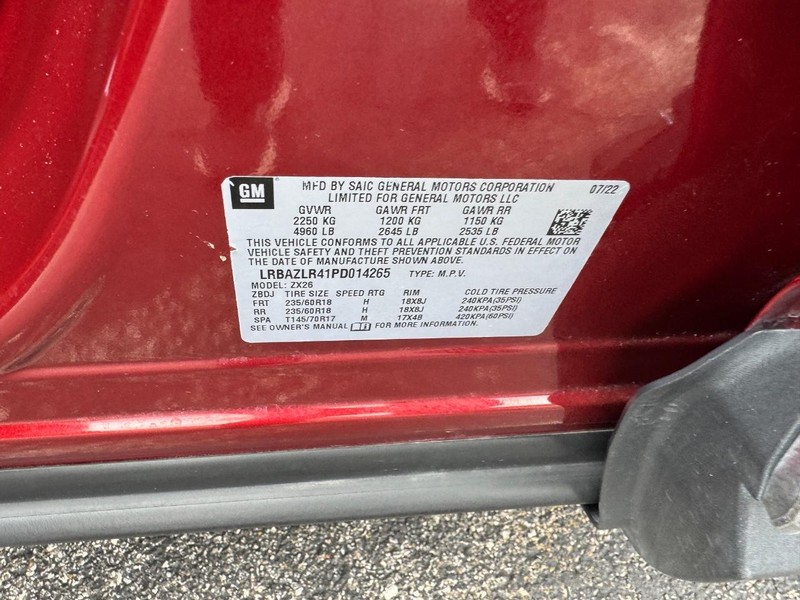 GM MFD BY SAIC GENERAL MOTORS CORPORATION 07/22
LIMITED FOR GENERAL MOTORS LLC
GVWR GAWR FRT GAWR RR
2250 KG 1200 KG 1150 KG
4960 LB 2645 LB 2535 LB
THIS VEHICLE CONFORMS TO ALL APPLICABLE U.S. FEDERAL MOTOR
VEHICLE SAFETY AND THEFT PREVENTION STANDARDS IN EFFECT ON
THE DATE OF MANUFACTURE SHOWN ABOVE.
LRBAZLR41PD014265 TYPE: M.P.V.
MODEL: ZX26
ZBDJ TIRE SIZE SPEED RTG RIM COLD TIRE PRESSURE
FRT 235/60R18 H 18X8J 240KPA(35PSI)
RR 235/60R18 H 18X8J 240KPA(35PSI)
SPA T145/70R17 M 17X4B 420KPA(60PSI)
SEE OWNER'S MANUAL FOR MORE INFORMATION.